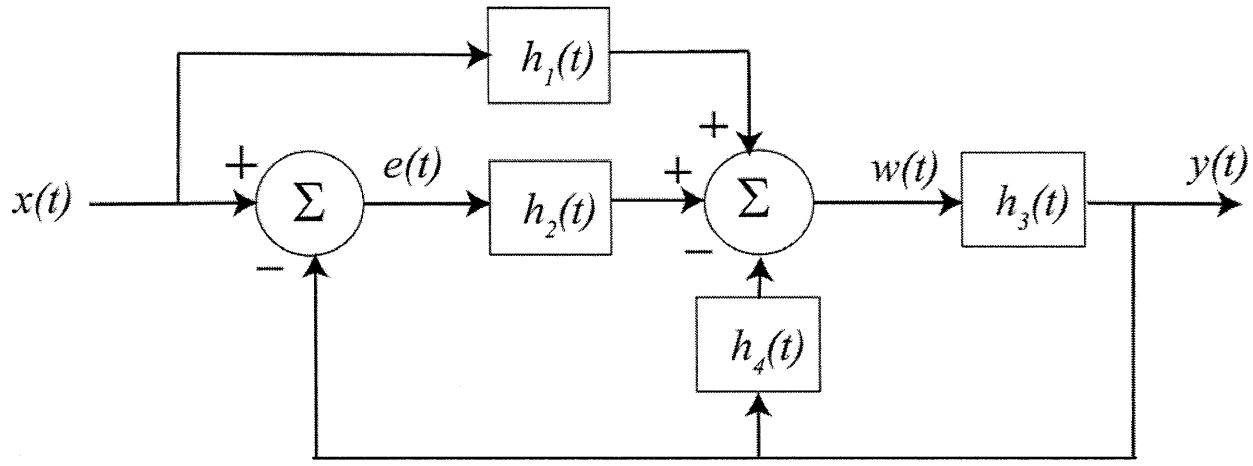 h₁(t)
+
+ e(t) + w(t) y(t)
x(t) Σ h₂(t) Σ h₃(t)
− −
h₄(t)